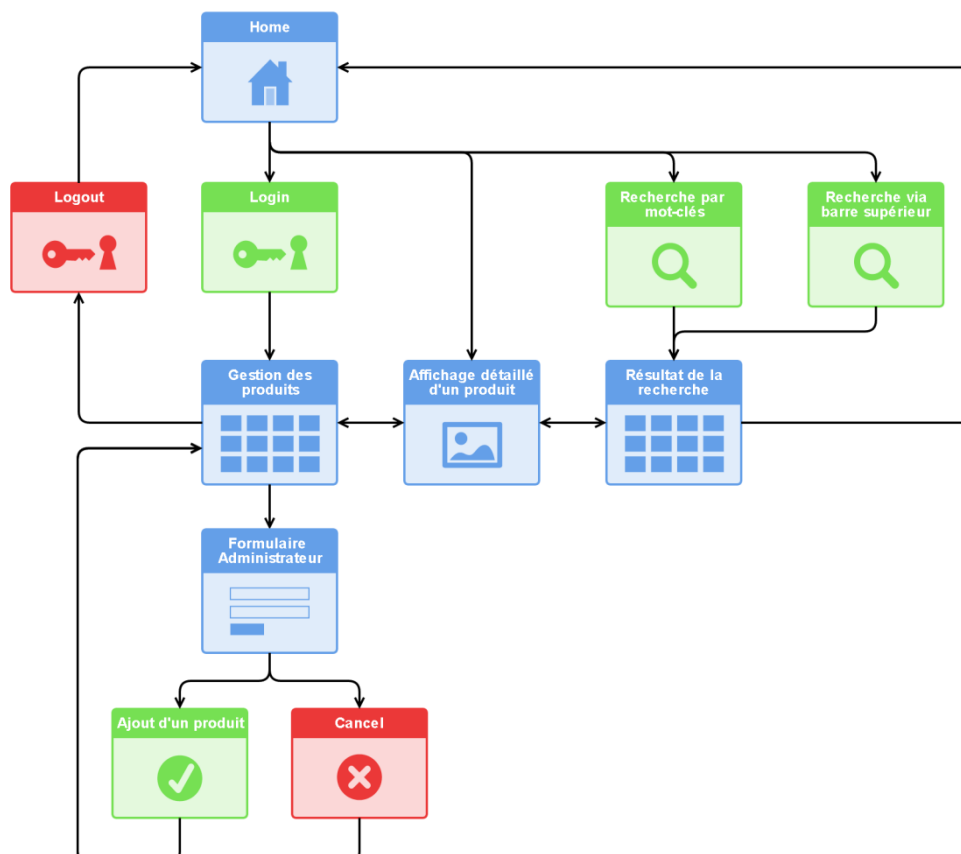 Home
Logout
Login
Recherche par
mot-clés
Recherche via
barre supérieur
Gestion des
produits
Affichage détaillé
d'un produit
Résultat de la
recherche
Formulaire
Administrateur
Ajout d'un produit
Cancel